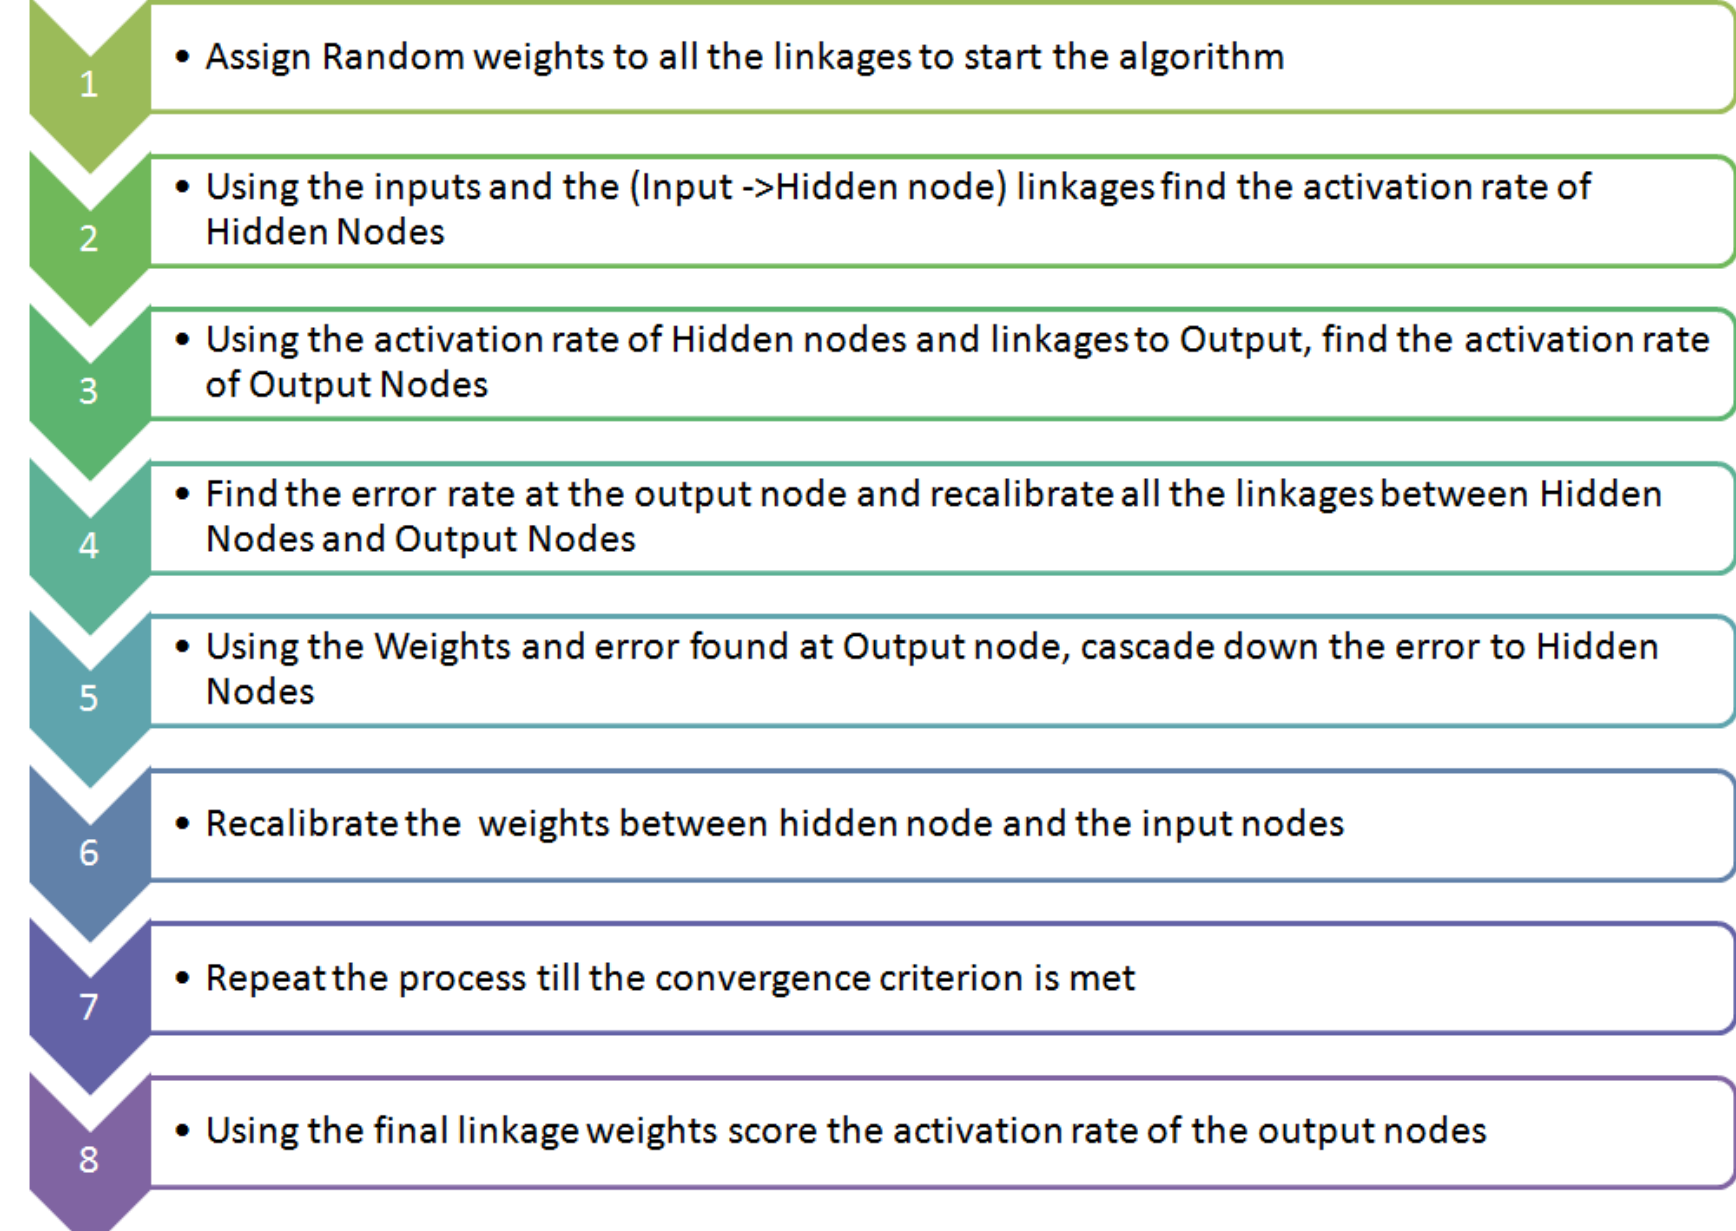 1
• Assign Random weights to all the linkages to start the algorithm
2
• Using the inputs and the (Input ->Hidden node) linkages find the activation rate of
Hidden Nodes
3
• Using the activation rate of Hidden nodes and linkages to Output, find the activation rate
of Output Nodes
4
• Find the error rate at the output node and recalibrate all the linkages between Hidden
Nodes and Output Nodes
5
• Using the Weights and error found at Output node, cascade down the error to Hidden
Nodes
6
• Recalibrate the weights between hidden node and the input nodes
7
• Repeat the process till the convergence criterion is met
8
• Using the final linkage weights score the activation rate of the output nodes